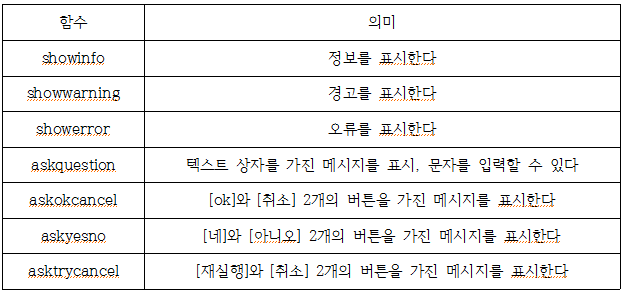 함수 의미
showinfo 정보를 표시한다
showwarning 경고를 표시한다
showerror 오류를 표시한다
askquestion 텍스트 상자를 가진 메시지를 표시, 문자를 입력할 수 있다
askokcancel [ok]와 [취소] 2개의 버튼을 가진 메시지를 표시한다
askyesno [네]와 [아니오] 2개의 버튼을 가진 메시지를 표시한다
asktrycancel [재실행]와 [취소] 2개의 버튼을 가진 메시지를 표시한다